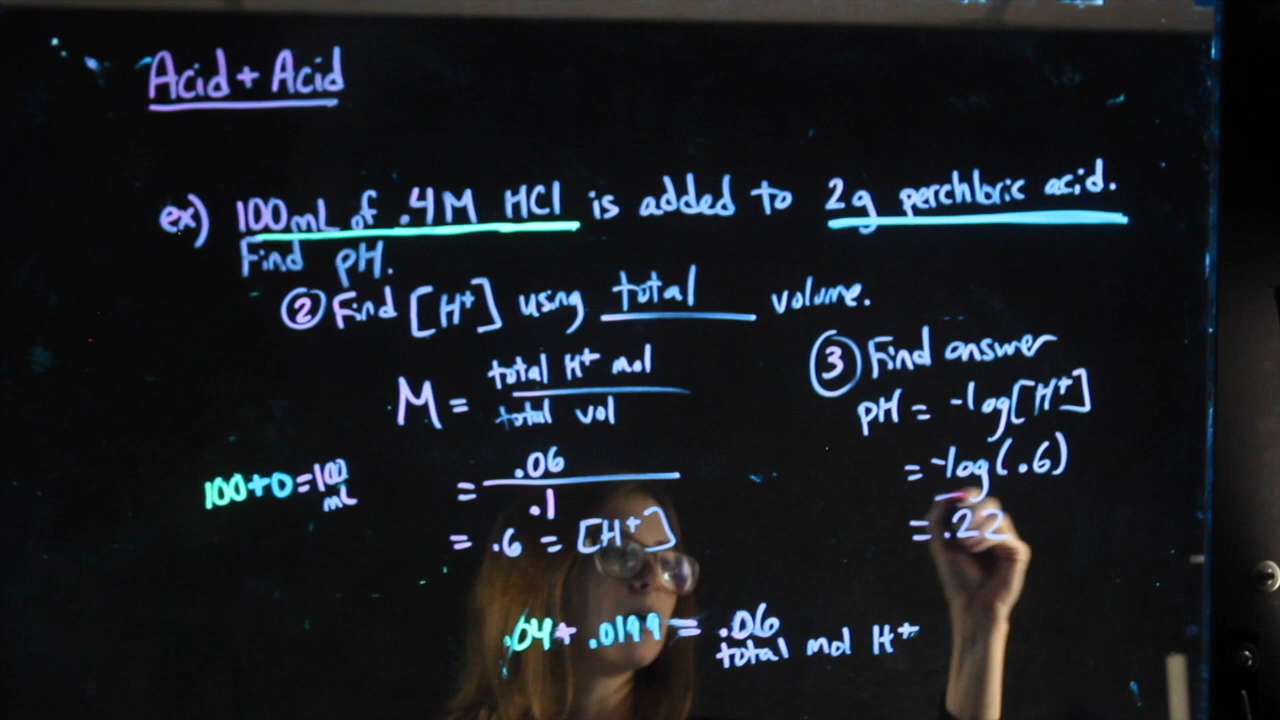 Acid + Acid
ex) 100mL of .4M HCl is added to 2g perchloric acid.
Find pH.
② Find [H⁺] using total volume.
M = total H⁺ mol / total vol
= .06 / .1
= .6 = [H⁺]
100+0=100 mL
.04 + .0199 = .06
total mol H⁺
③ Find answer
pH = -log[H⁺]
= -log(.6)
= .22